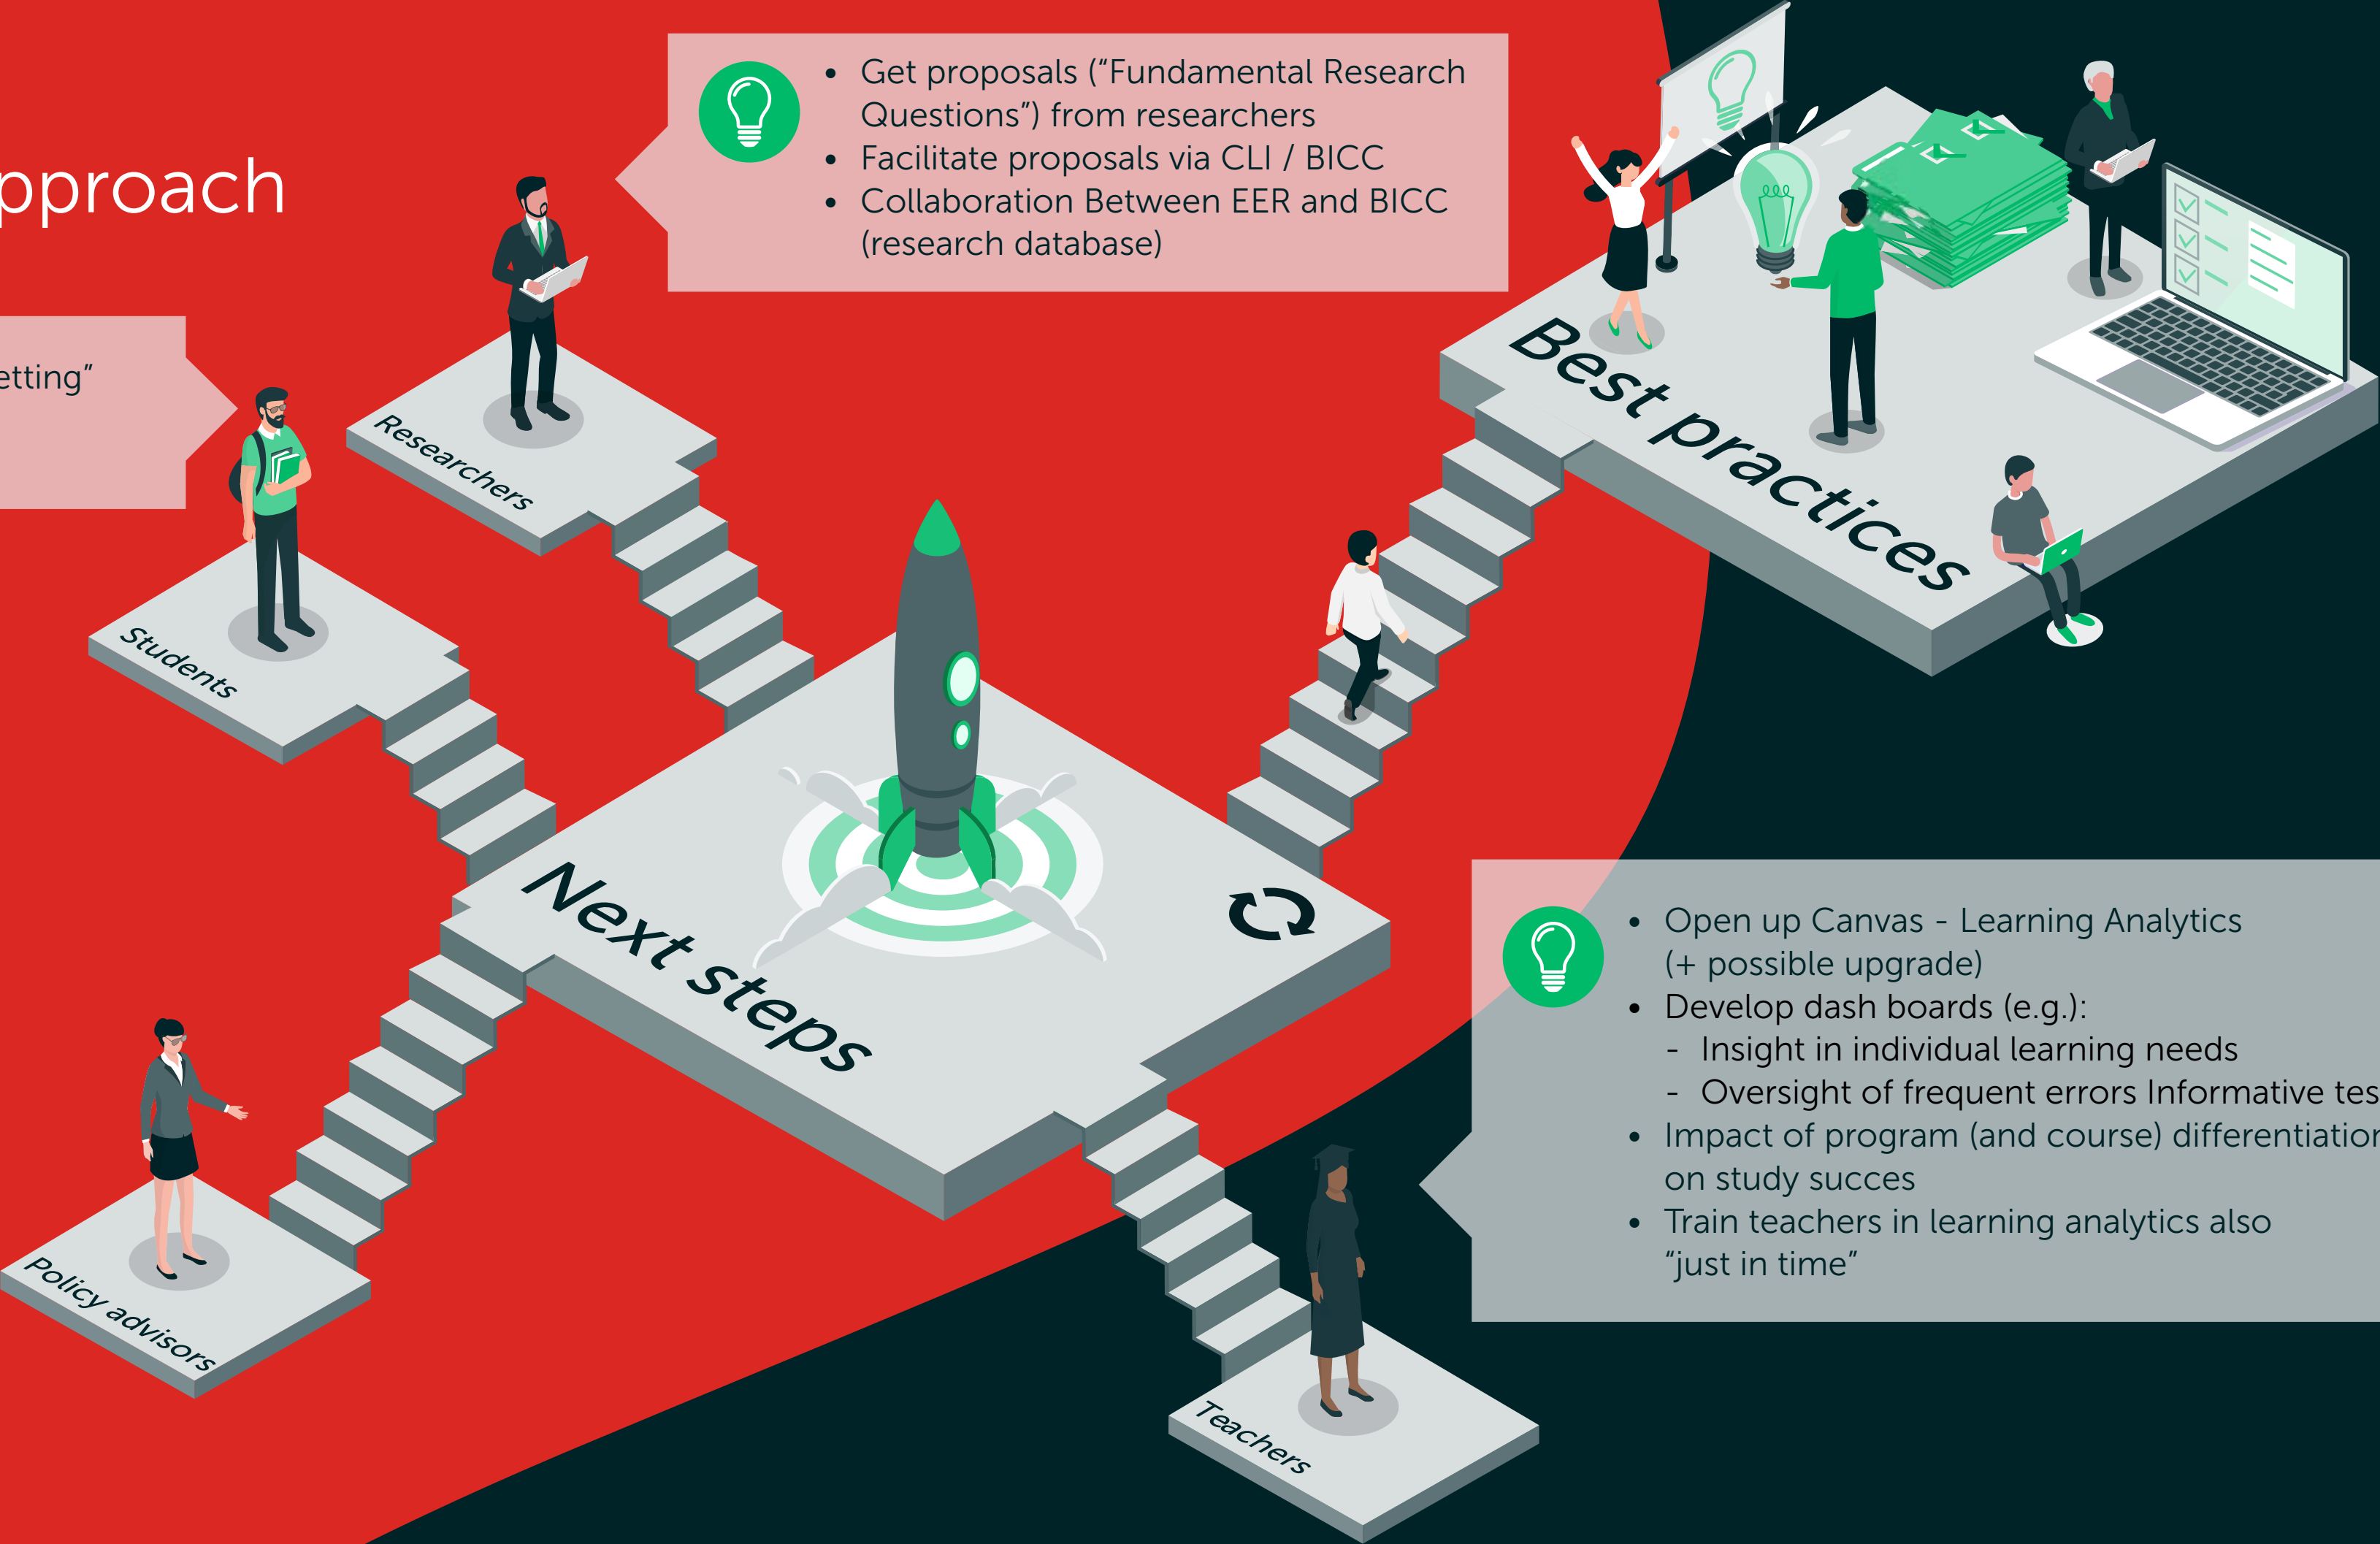 pproach
• Get proposals (“Fundamental Research
Questions”) from researchers
• Facilitate proposals via CLI / BICC
• Collaboration Between EER and BICC
(research database)
etting”
Researchers
Students
Best practices
Next steps
Policy advisors
Teachers
• Open up Canvas - Learning Analytics
(+ possible upgrade)
• Develop dash boards (e.g.):
- Insight in individual learning needs
- Oversight of frequent errors Informative tes
• Impact of program (and course) differentiation
on study succes
• Train teachers in learning analytics also
“just in time”